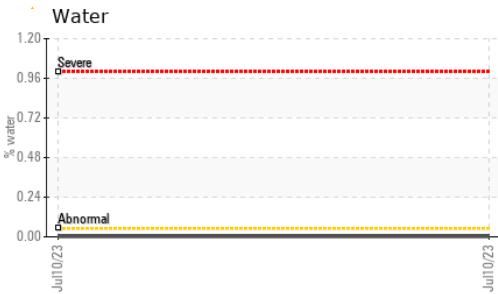 Water
1.20
Severe
0.96
0.72
% water
0.48
0.24
Abnormal
0.00
Jul10/23
Jul10/23